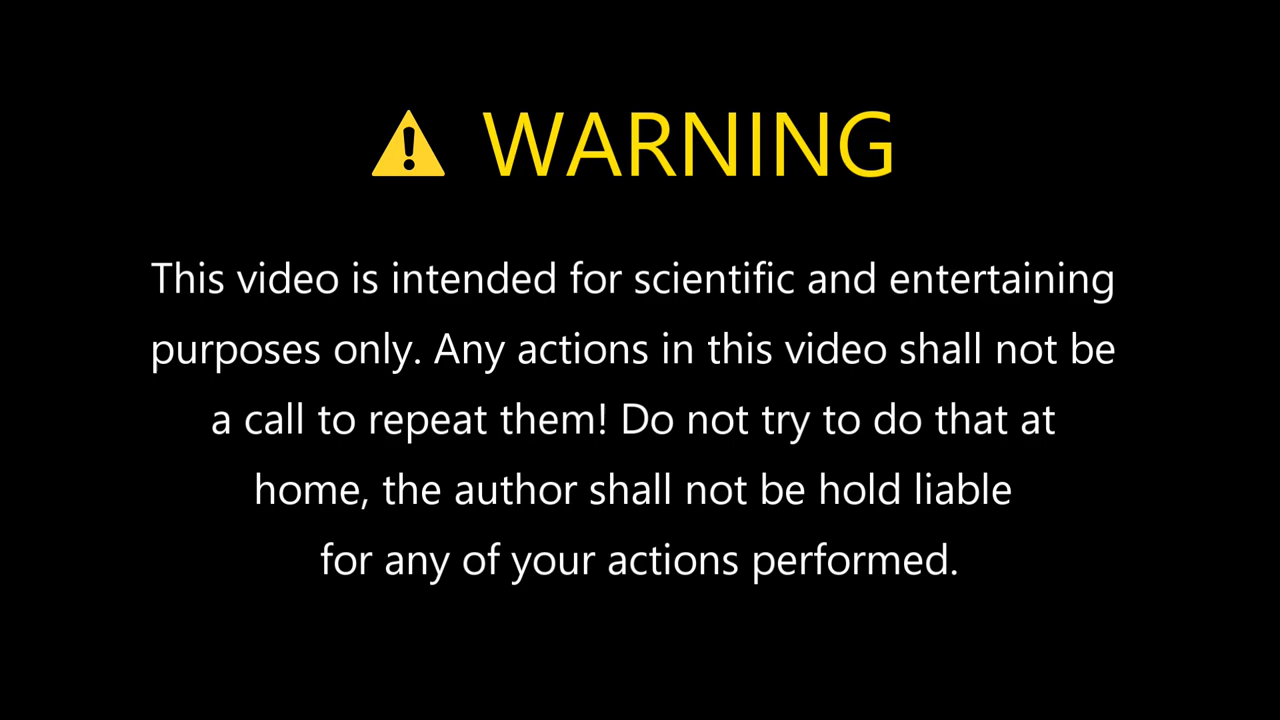 ⚠ WARNING
This video is intended for scientific and entertaining
purposes only. Any actions in this video shall not be
a call to repeat them! Do not try to do that at
home, the author shall not be hold liable
for any of your actions performed.